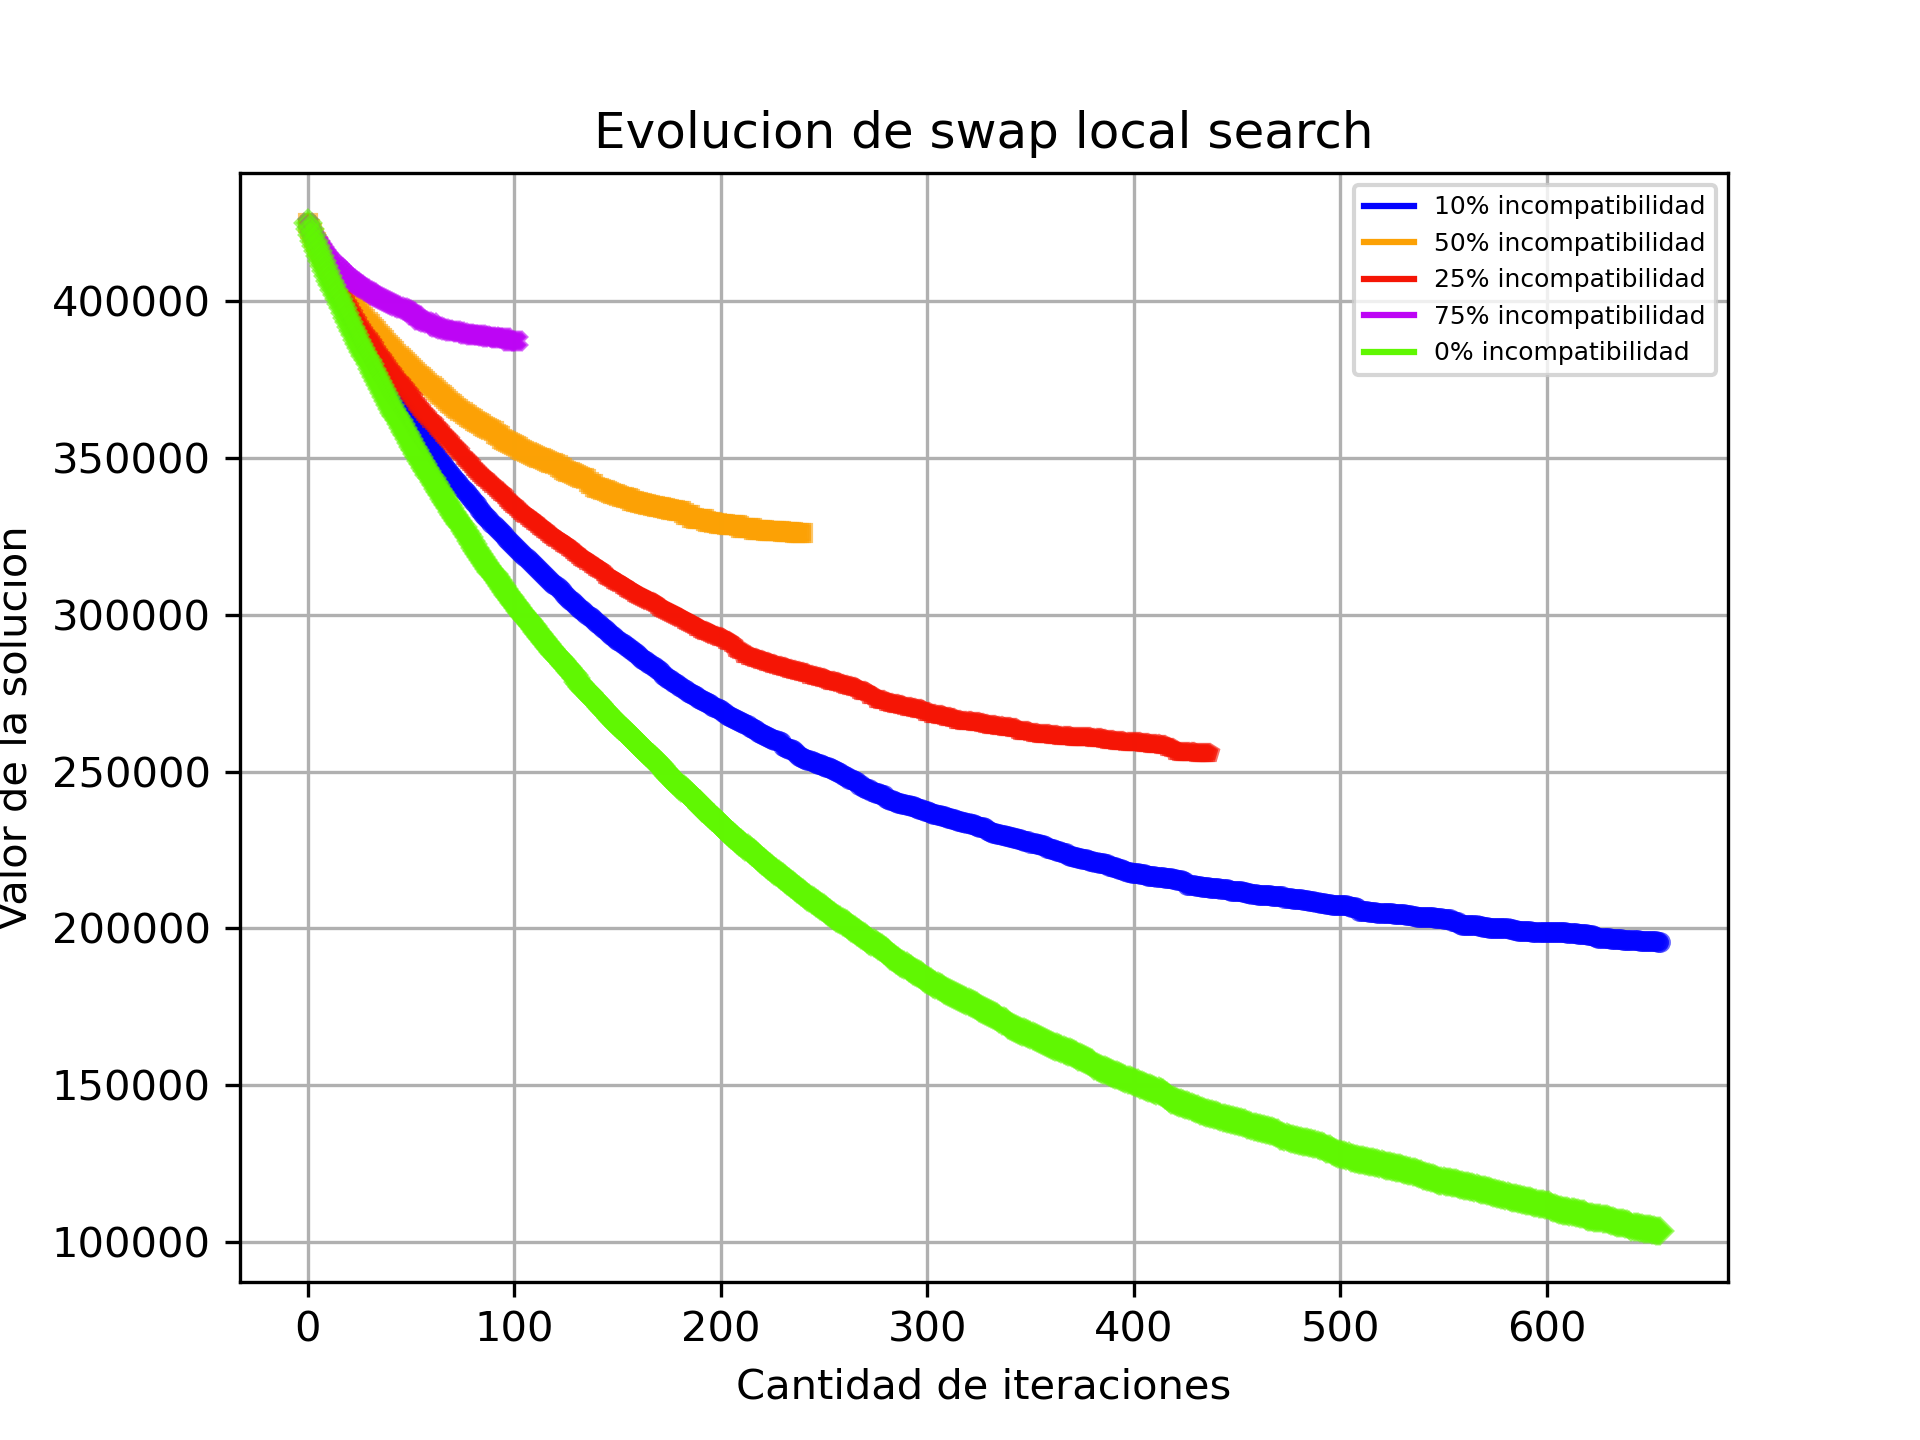 Evolucion de swap local search
10% incompatibilidad
50% incompatibilidad
25% incompatibilidad
75% incompatibilidad
0% incompatibilidad
Valor de la solucion
400000
350000
300000
250000
200000
150000
100000
0 100 200 300 400 500 600
Cantidad de iteraciones